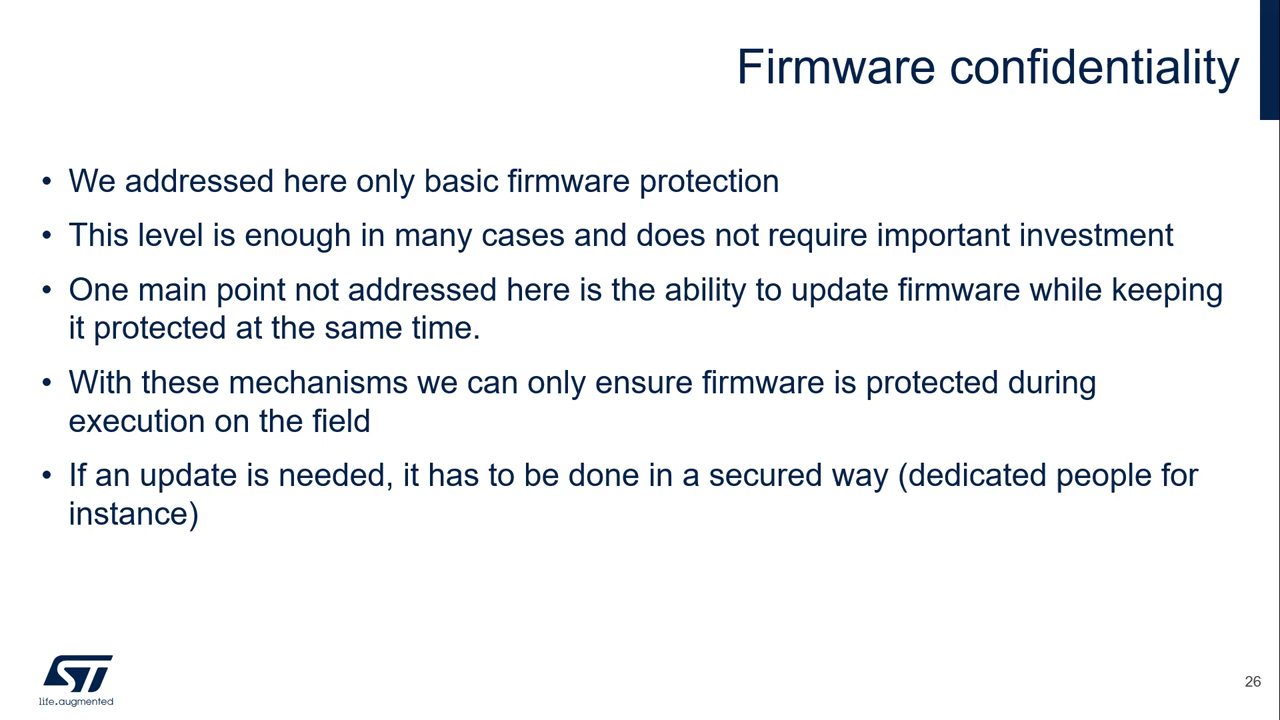 Firmware confidentiality
• We addressed here only basic firmware protection
• This level is enough in many cases and does not require important investment
• One main point not addressed here is the ability to update firmware while keeping
it protected at the same time.
• With these mechanisms we can only ensure firmware is protected during
execution on the field
• If an update is needed, it has to be done in a secured way (dedicated people for
instance)
ST
life.augmented
26